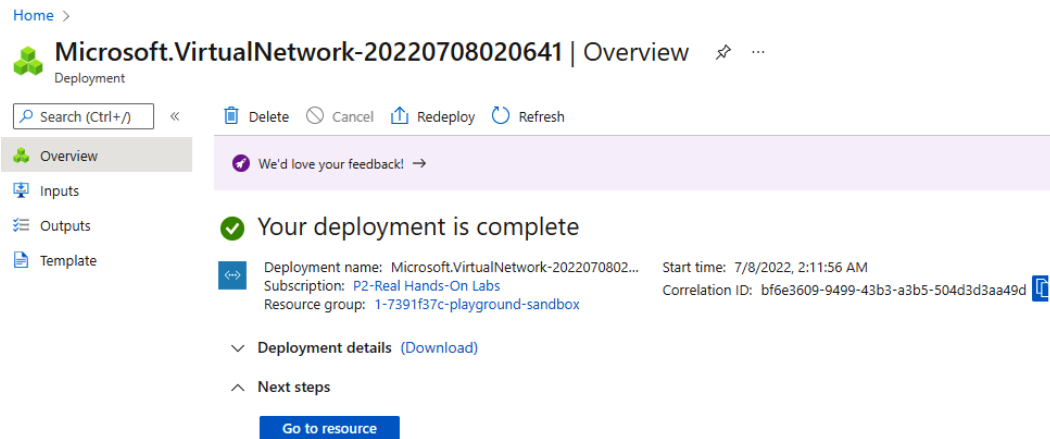 Home >
Microsoft.VirtualNetwork-20220708020641 | Overview ...
Deployment
Search (Ctrl+/) «
Delete Cancel Redeploy Refresh
Overview
We'd love your feedback! →
Inputs
Outputs
Template
Your deployment is complete
Deployment name: Microsoft.VirtualNetwork-2022070802...
Subscription: P2-Real Hands-On Labs
Resource group: 1-7391f37c-playground-sandbox
Start time: 7/8/2022, 2:11:56 AM
Correlation ID: bf6e3609-9499-43b3-a3b5-504d3d3aa49d
Deployment details (Download)
Next steps
Go to resource